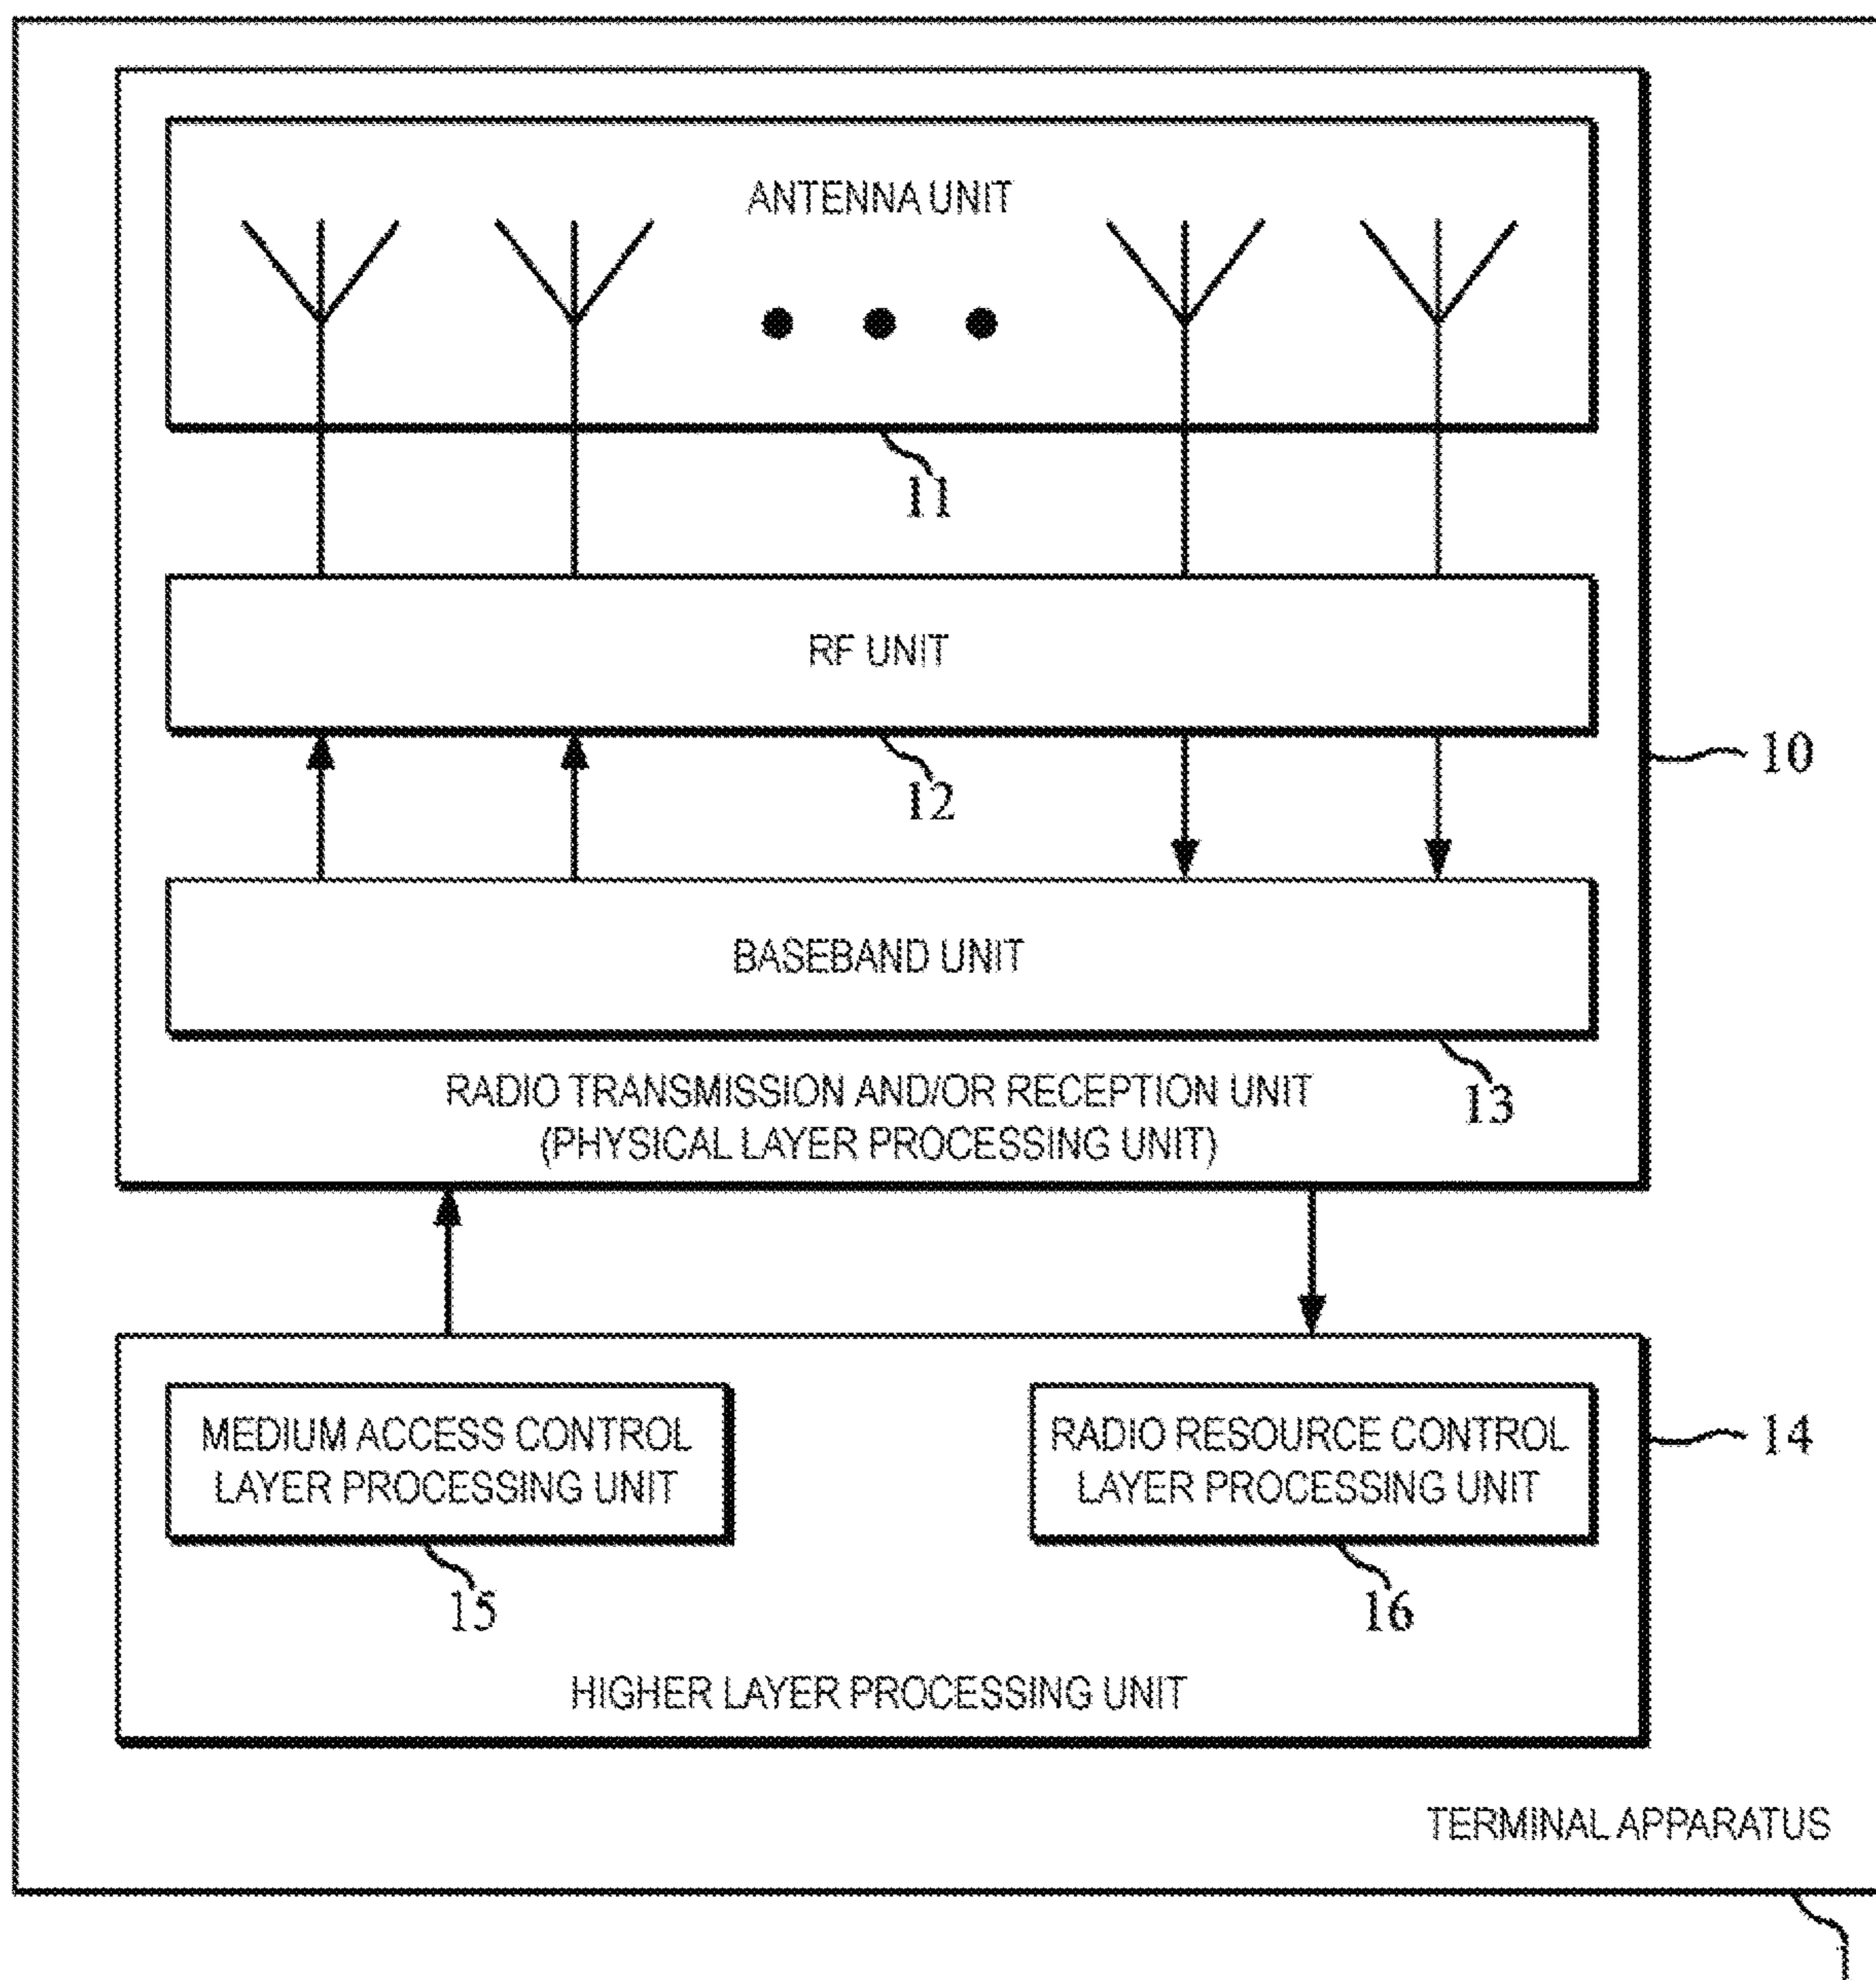 ANTENNA UNIT
11
RF UNIT
12
10
BASEBAND UNIT
13
RADIO TRANSMISSION AND/OR RECEPTION UNIT
(PHYSICAL LAYER PROCESSING UNIT)
MEDIUM ACCESS CONTROL
LAYER PROCESSING UNIT
15
RADIO RESOURCE CONTROL
LAYER PROCESSING UNIT
16
14
HIGHER LAYER PROCESSING UNIT
TERMINAL APPARATUS